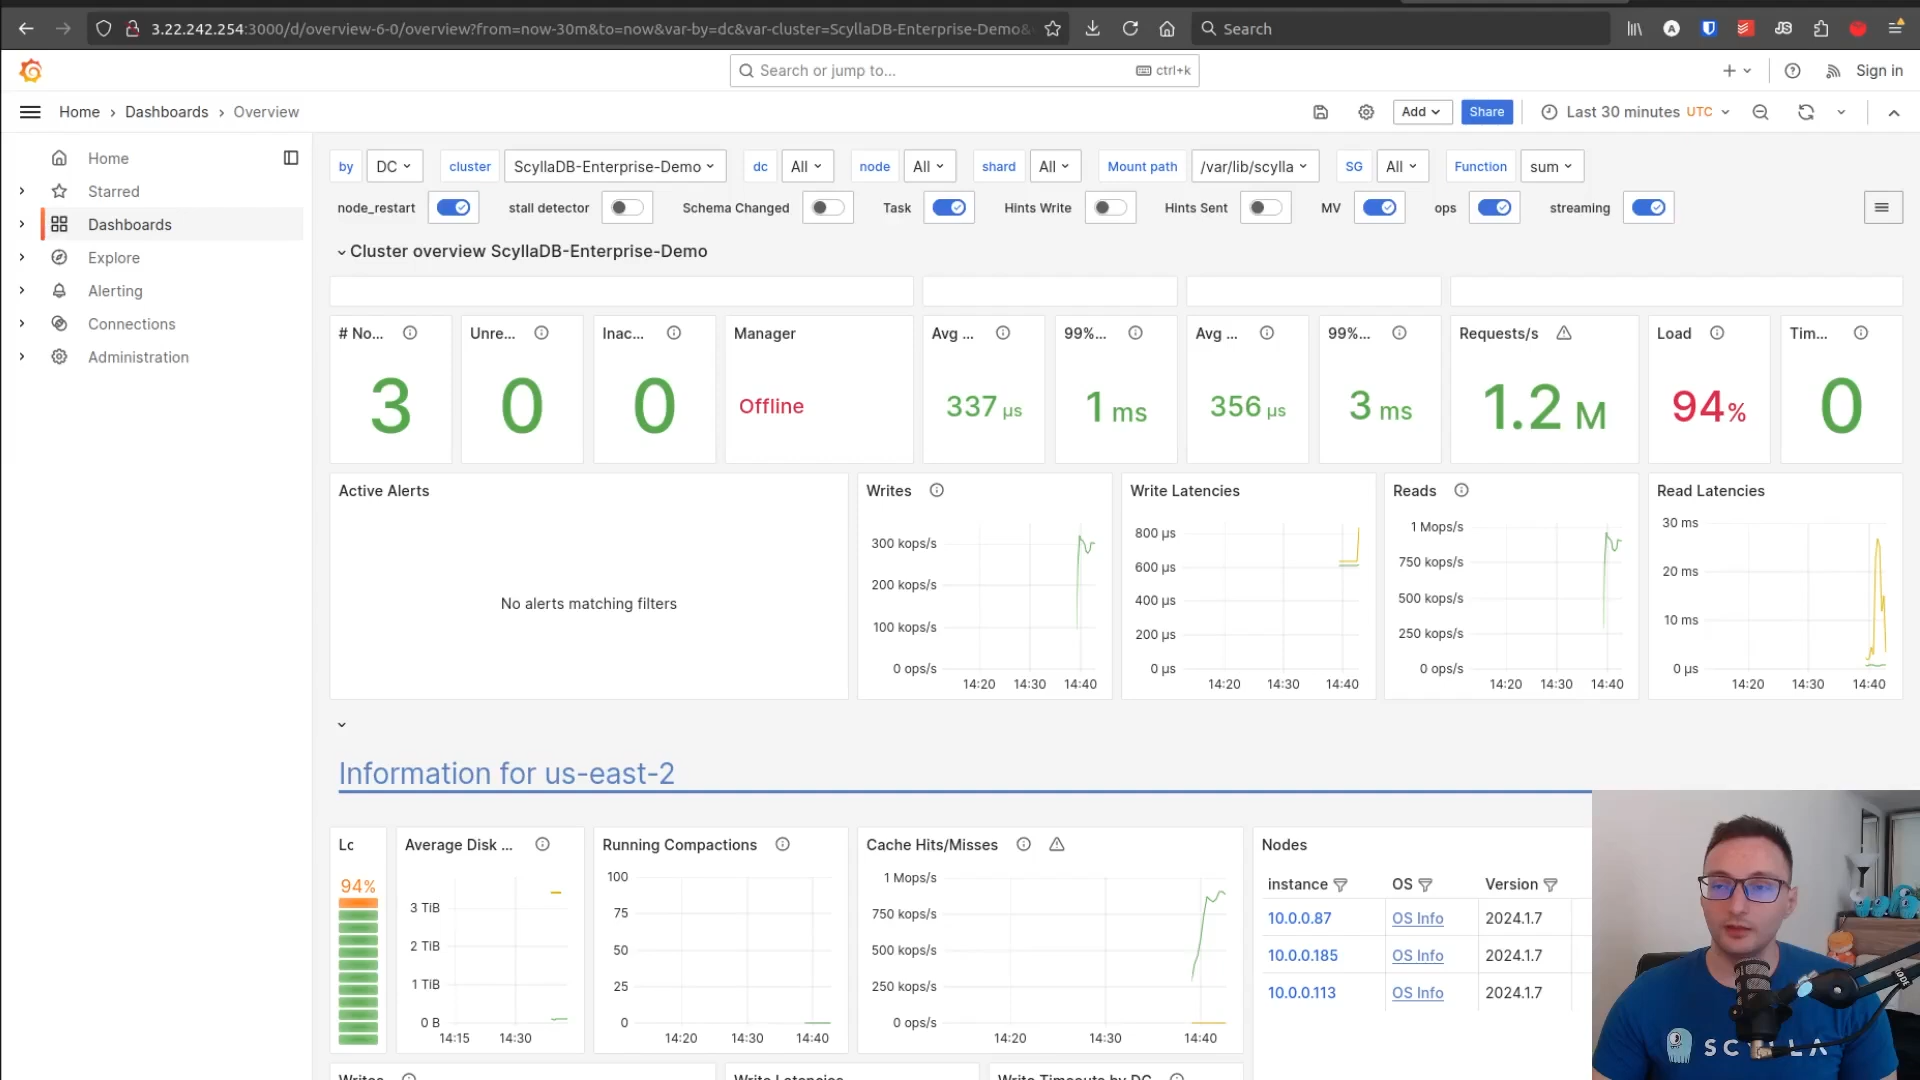 3.22.242.254:3000/d/overview-6-0/overview?from=now-30m&to=now&var-by=dc&var-cluster=ScyllaDB-Enterprise-Demo&
Search
Search or jump to...
ctrl+k
Sign in
Home › Dashboards › Overview
Add
Share
Last 30 minutes UTC
Home
Starred
Dashboards
Explore
Alerting
Connections
Administration
by DC cluster ScyllaDB-Enterprise-Demo dc All node All shard All Mount path /var/lib/scylla SG All Function sum
node_restart stall detector Schema Changed Task Hints Write Hints Sent MV ops streaming
Cluster overview ScyllaDB-Enterprise-Demo
# No... Unre... Inac... Manager Avg ... 99%... Avg ... 99%... Requests/s Load Tim...
3 0 0 Offline 337 µs 1 ms 356 µs 3 ms 1.2 M 94% 0
Active Alerts
No alerts matching filters
Writes
300 kops/s
200 kops/s
100 kops/s
0 ops/s
14:20 14:30 14:40
Write Latencies
800 µs
600 µs
400 µs
200 µs
0 µs
14:20 14:30 14:40
Reads
1 Mops/s
750 kops/s
500 kops/s
250 kops/s
0 ops/s
14:20 14:30 14:40
Read Latencies
30 ms
20 ms
10 ms
0 µs
14:20 14:30 14:40
Information for us-east-2
Lc
94%
Average Disk ...
3 TiB
2 TiB
1 TiB
0 B
14:15 14:30
Running Compactions
100
75
50
25
0
14:20 14:30 14:40
Cache Hits/Misses
1 Mops/s
750 kops/s
500 kops/s
250 kops/s
0 ops/s
14:20 14:30 14:40
Nodes
instance OS Version
10.0.0.87 OS Info 2024.1.7
10.0.0.185 OS Info 2024.1.7
10.0.0.113 OS Info 2024.1.7
Writes
Write Latencies
Write Timeouts by DC
RODE
SCYLLA